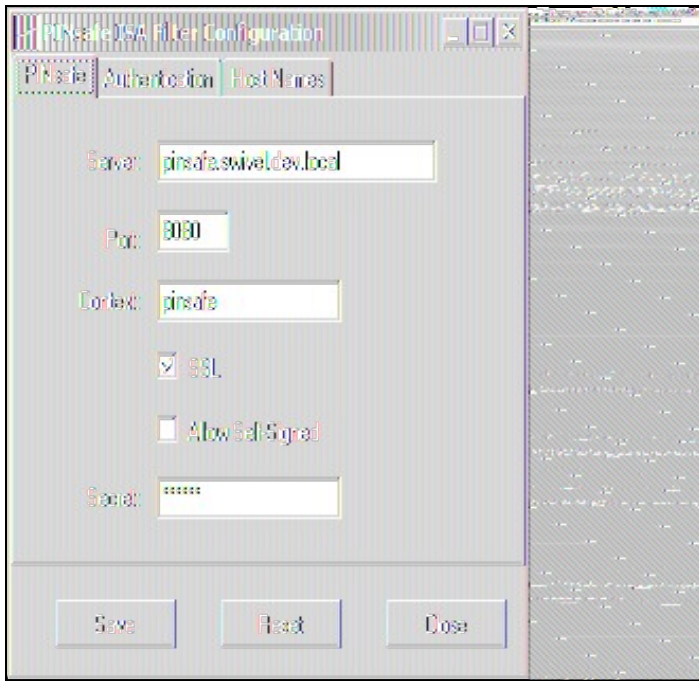 PINsafe ISA Filter Configuration
PINsafe Authentication Host Names
Server: pinsafe.swivel.dev.local
Port: 8080
Context: pinsafe
SSL
Allow Self-Signed
Secret: ******
Save Reset Close